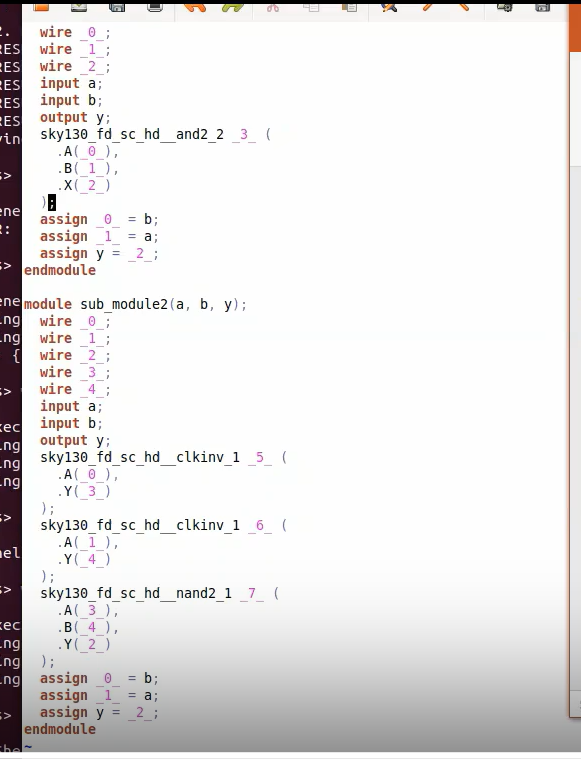 wire _0_;
wire _1_;
wire _2_;
input a;
input b;
output y;
sky130_fd_sc_hd__and2_2 _3_ (
.A(_0_),
.B(_1_),
.X(_2_)
);
assign _0_ = b;
assign _1_ = a;
assign y = _2_;
endmodule
module sub_module2(a, b, y);
wire _0_;
wire _1_;
wire _2_;
wire _3_;
wire _4_;
input a;
input b;
output y;
sky130_fd_sc_hd__clkinv_1 _5_ (
.A(_0_),
.Y(_3_)
);
sky130_fd_sc_hd__clkinv_1 _6_ (
.A(_1_),
.Y(_4_)
);
sky130_fd_sc_hd__nand2_1 _7_ (
.A(_3_),
.B(_4_),
.Y(_2_)
);
assign _0_ = b;
assign _1_ = a;
assign y = _2_;
endmodule
~